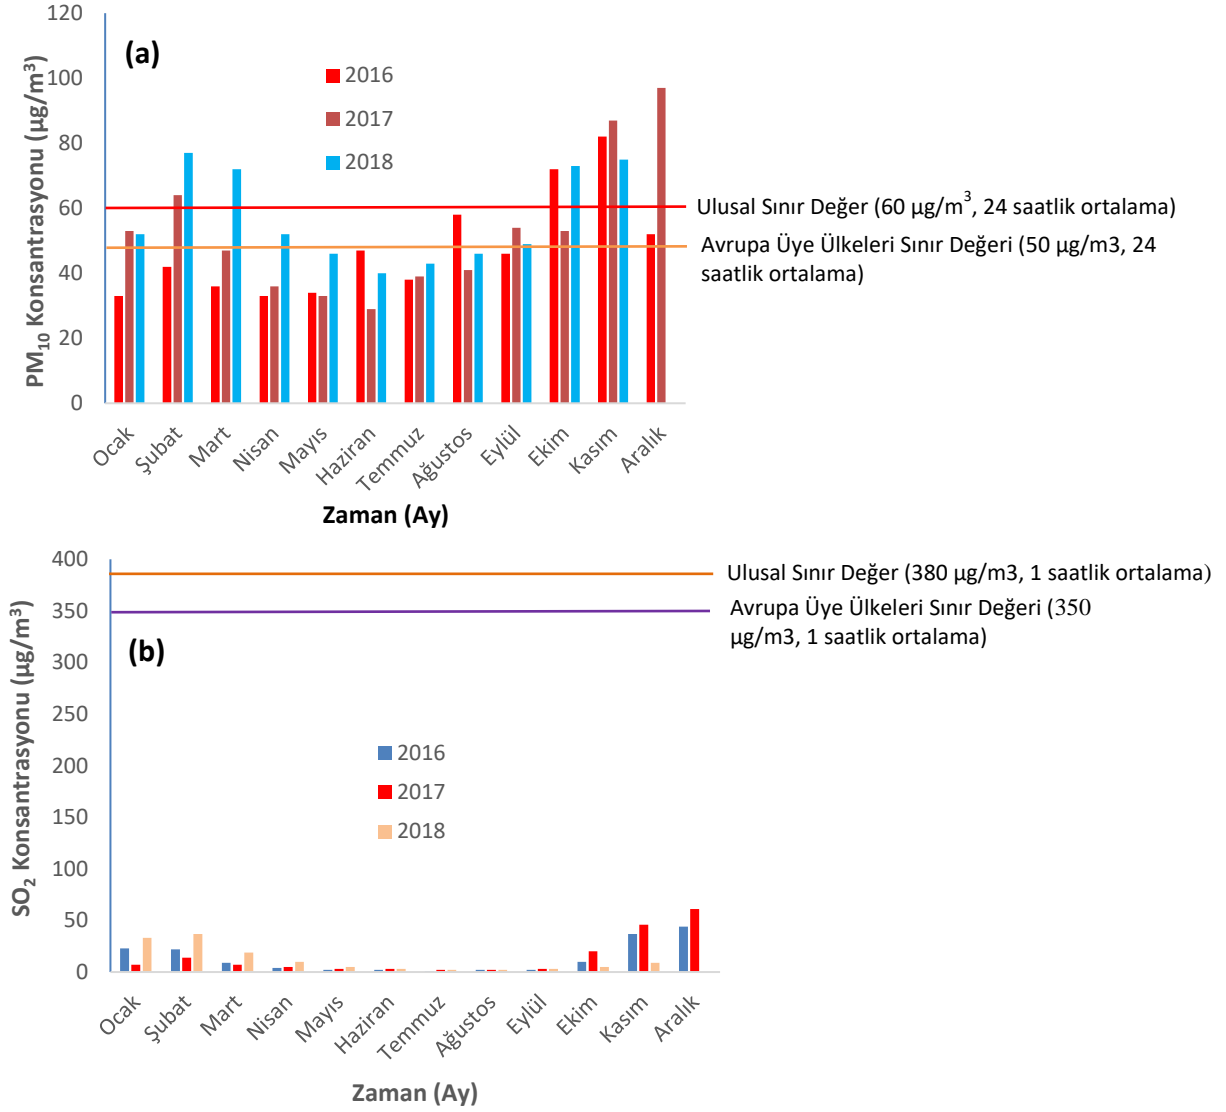 120
100
80
60
40
20
0
PM10 Konsantrasyonu (µg/m³)
(a)
2016
2017
2018
Ulusal Sınır Değer (60 µg/m³, 24 saatlik ortalama)
Avrupa Üye Ülkeleri Sınır Değeri (50 µg/m3, 24
saatlik ortalama)
Ocak
Şubat
Mart
Nisan
Mayıs
Haziran
Temmuz
Ağustos
Eylül
Ekim
Kasım
Aralık
Zaman (Ay)
400
350
300
250
200
150
100
50
0
SO2 Konsantrasyonu (µg/m³)
(b)
Ulusal Sınır Değer (380 µg/m3, 1 saatlik ortalama)
Avrupa Üye Ülkeleri Sınır Değeri (350
µg/m3, 1 saatlik ortalama)
2016
2017
2018
Ocak
Şubat
Mart
Nisan
Mayıs
Haziran
Temmuz
Ağustos
Eylül
Ekim
Kasım
Aralık
Zaman (Ay)